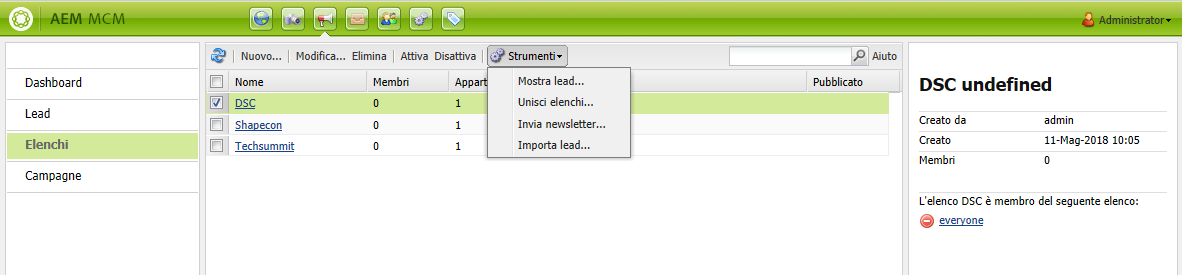 AEM MCM
Administrator
Dashboard
Lead
Elenchi
Campagne
Nuovo... Modifica... Elimina Attiva Disattiva Strumenti Aiuto
Nome Membri Appart Pubblicato
DSC 0 1
Shapecon 0 1
Techsummit 0 1
Mostra lead...
Unisci elenchi...
Invia newsletter...
Importa lead...
DSC undefined
Creato da admin
Creato 11-Mag-2018 10:05
Membri 0
L'elenco DSC è membro del seguente elenco:
everyone